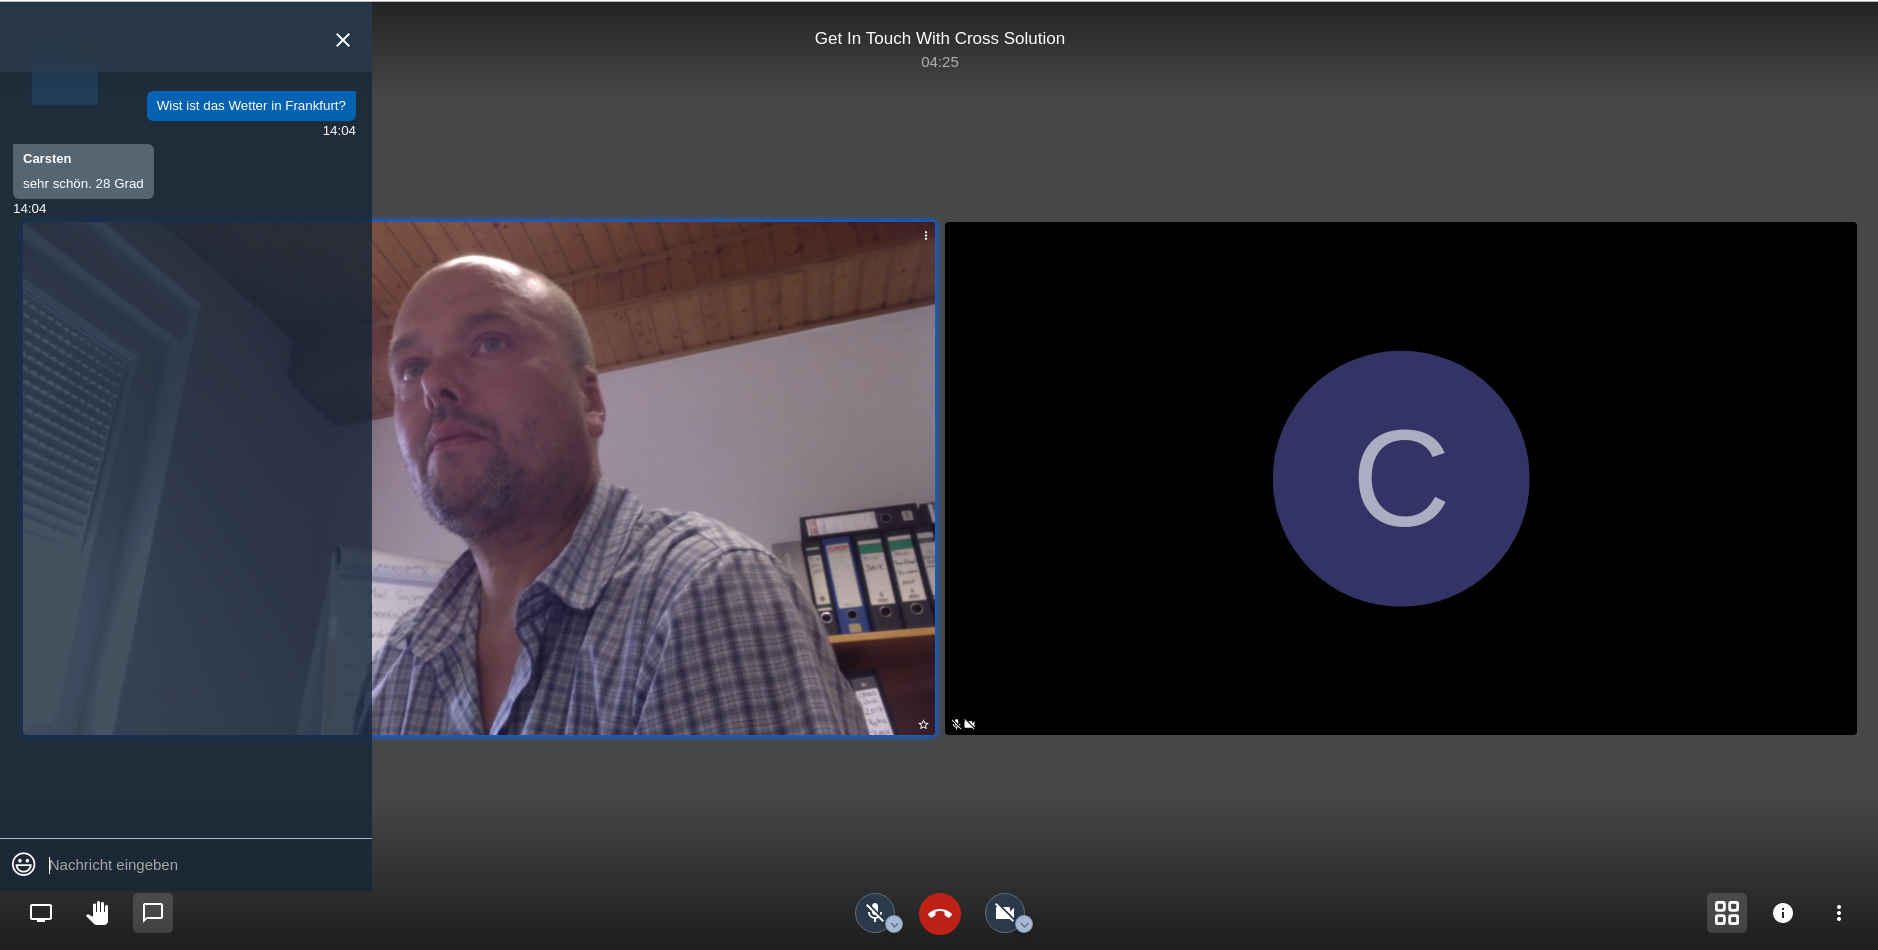 Get In Touch With Cross Solution
04:25
Wist ist das Wetter in Frankfurt?
14:04
Carsten
sehr schön. 28 Grad
14:04
C
Nachricht eingeben